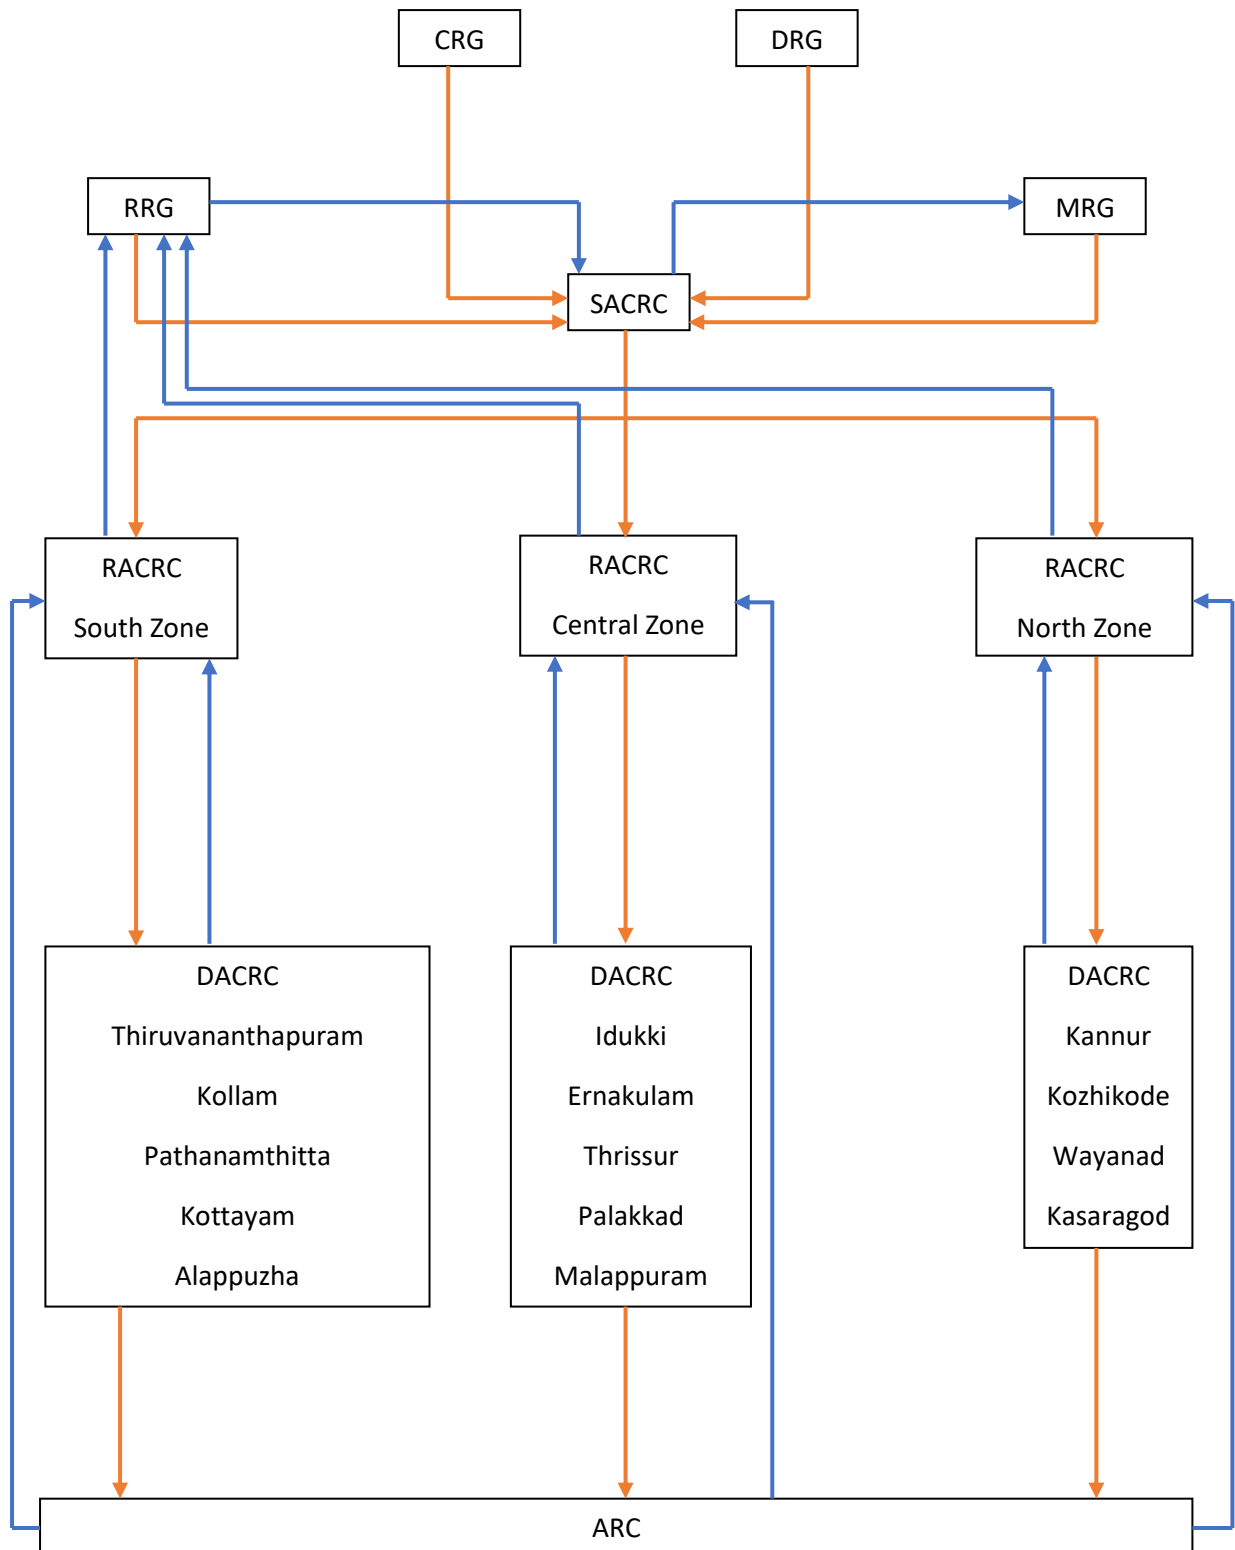 CRG
DRG
RRG
MRG
SACRC
RACRC
South Zone
RACRC
Central Zone
RACRC
North Zone
DACRC
Thiruvananthapuram
Kollam
Pathanamthitta
Kottayam
Alappuzha
DACRC
Idukki
Ernakulam
Thrissur
Palakkad
Malappuram
DACRC
Kannur
Kozhikode
Wayanad
Kasaragod
ARC